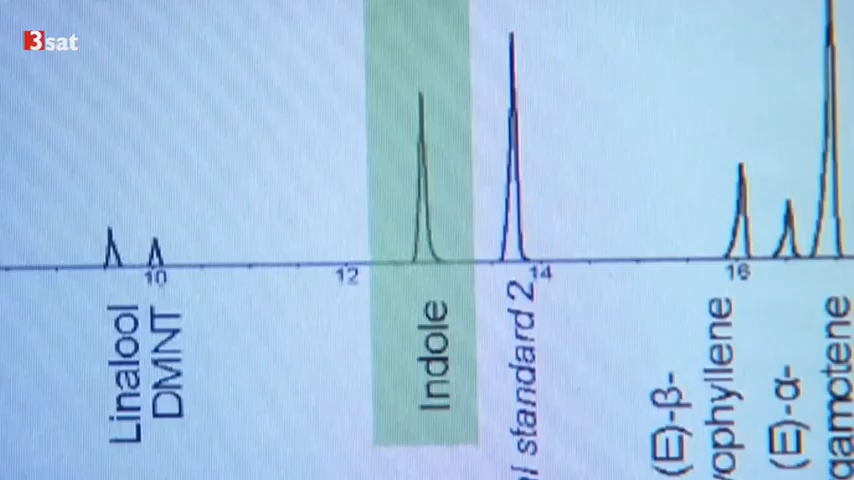 3sat
10
12
14
16
Linalool
DMNT
Indole
standard 2
(E)-β-
(E)-α-